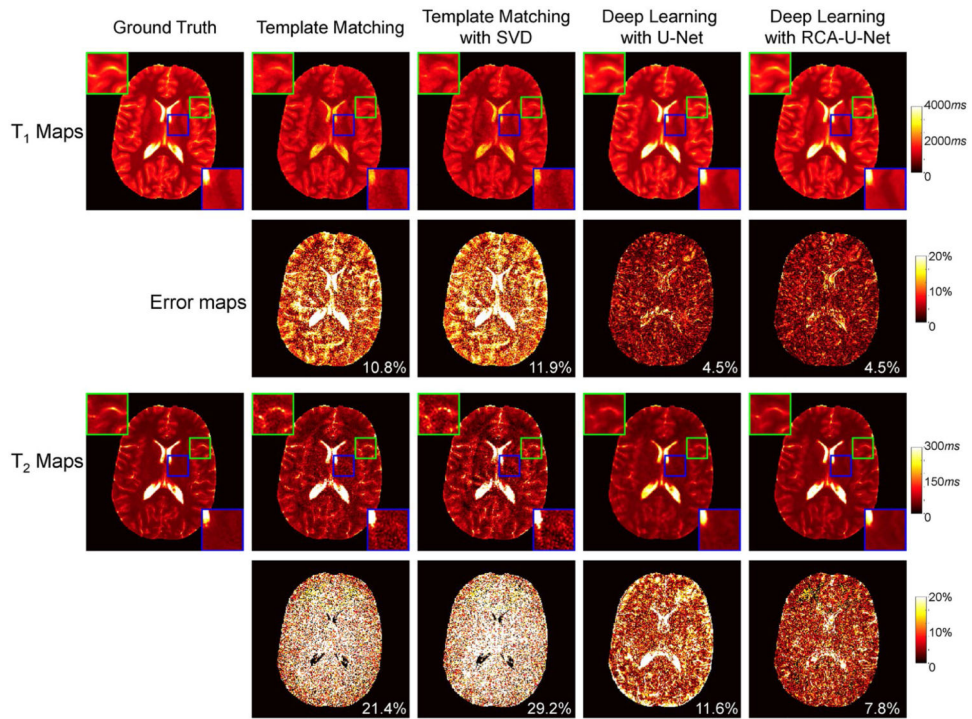 Ground Truth
Template Matching
Template Matching
with SVD
Deep Learning
with U-Net
Deep Learning
with RCA-U-Net
T₁ Maps
4000ms
2000ms
0
Error maps
10.8%
11.9%
4.5%
4.5%
20%
10%
0
T₂ Maps
300ms
150ms
0
21.4%
29.2%
11.6%
7.8%
20%
10%
0